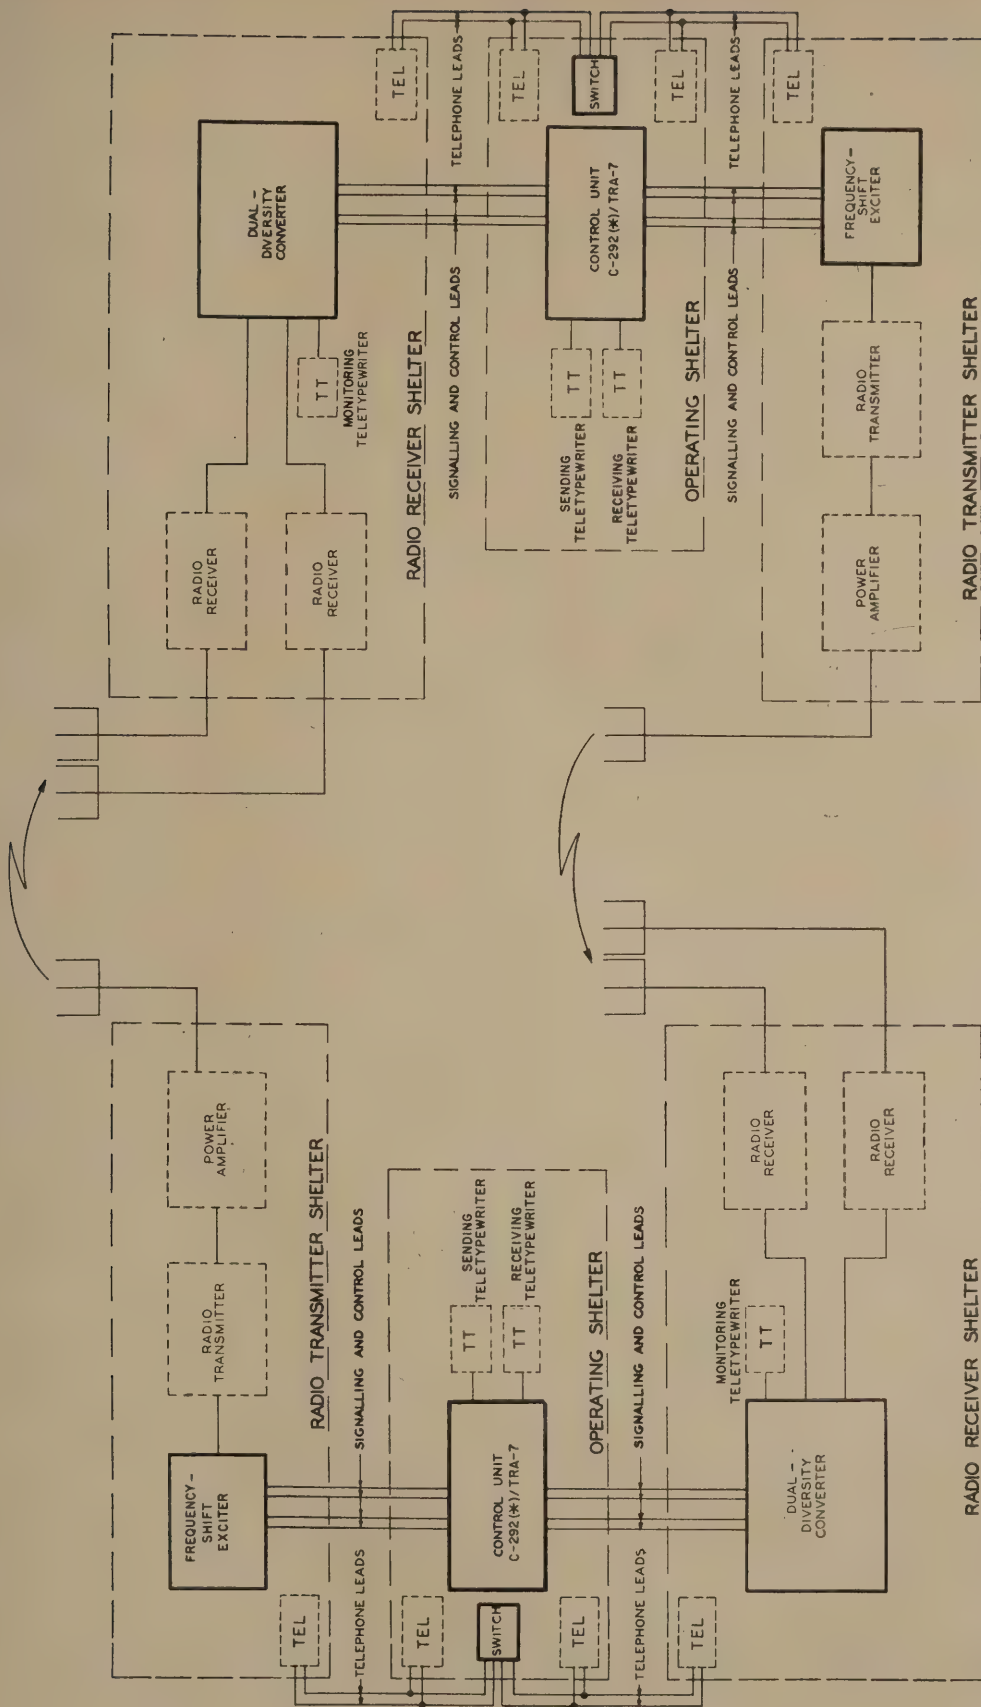 FREQUENCY-
SHIFT
EXCITER
RADIO
TRANSMITTER
POWER
AMPLIFIER
TEL
RADIO TRANSMITTER SHELTER
TELEPHONE LEADS
SIGNALLING AND CONTROL LEADS
TEL
SWITCH
CONTROL UNIT
C-292(*)/TRA-7
TT
SENDING
TELETYPEWRITER
TT
RECEIVING
TELETYPEWRITER
TEL
OPERATING SHELTER
TELEPHONE LEADS
SIGNALLING AND CONTROL LEADS
TEL
MONITORING
TELETYPEWRITER
TT
DUAL-
DIVERSITY
CONVERTER
RADIO
RECEIVER
RADIO
RECEIVER
RADIO RECEIVER SHELTER
RADIO
RECEIVER
RADIO
RECEIVER
DUAL-
DIVERSITY
CONVERTER
TT
MONITORING
TELETYPEWRITER
TEL
RADIO RECEIVER SHELTER
SIGNALLING AND CONTROL LEADS
TELEPHONE LEADS
TEL
SENDING
TELETYPEWRITER
TT
RECEIVING
TELETYPEWRITER
TT
CONTROL UNIT
C-292(*)/TRA-7
SWITCH
TEL
OPERATING SHELTER
SIGNALLING AND CONTROL LEADS
TELEPHONE LEADS
TEL
POWER
AMPLIFIER
RADIO
TRANSMITTER
FREQUENCY-
SHIFT
EXCITER
RADIO TRANSMITTER SHELTER